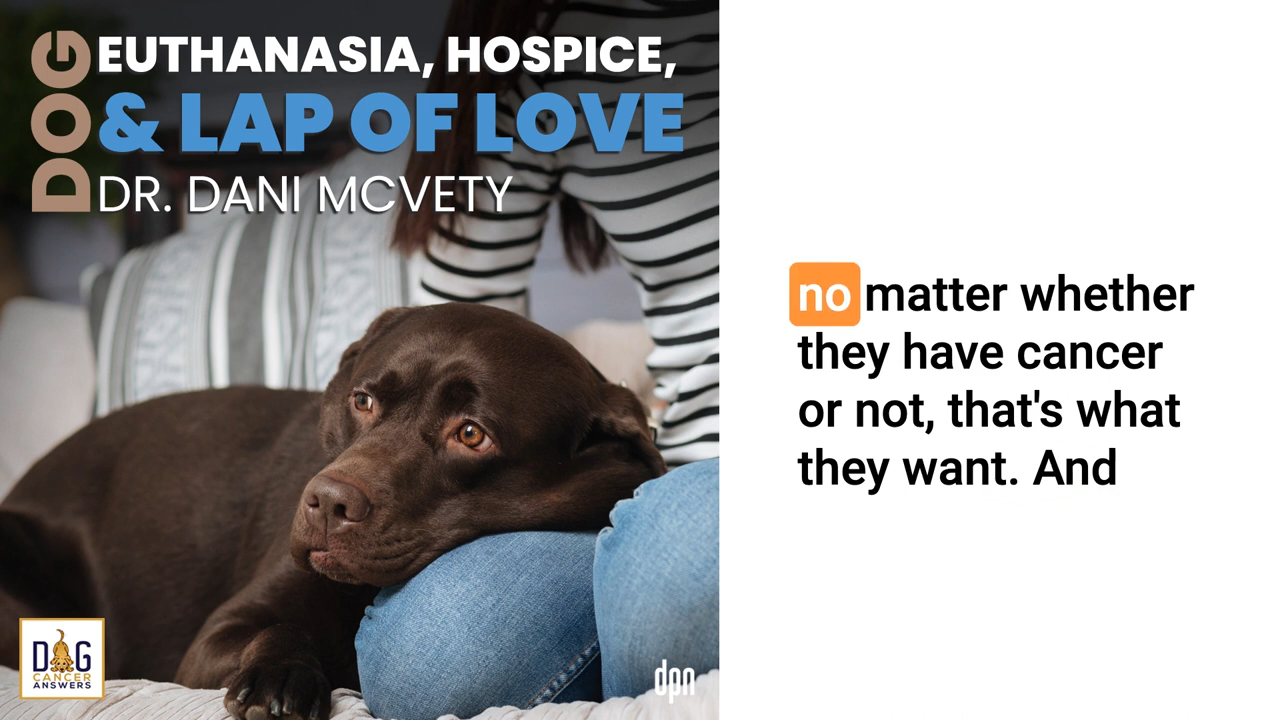 DOG
EUTHANASIA, HOSPICE,
& LAP OF LOVE
DR. DANI MCVETY
no matter whether
they have cancer
or not, that's what
they want. And
DOG
CANCER
ANSWERS
dpn